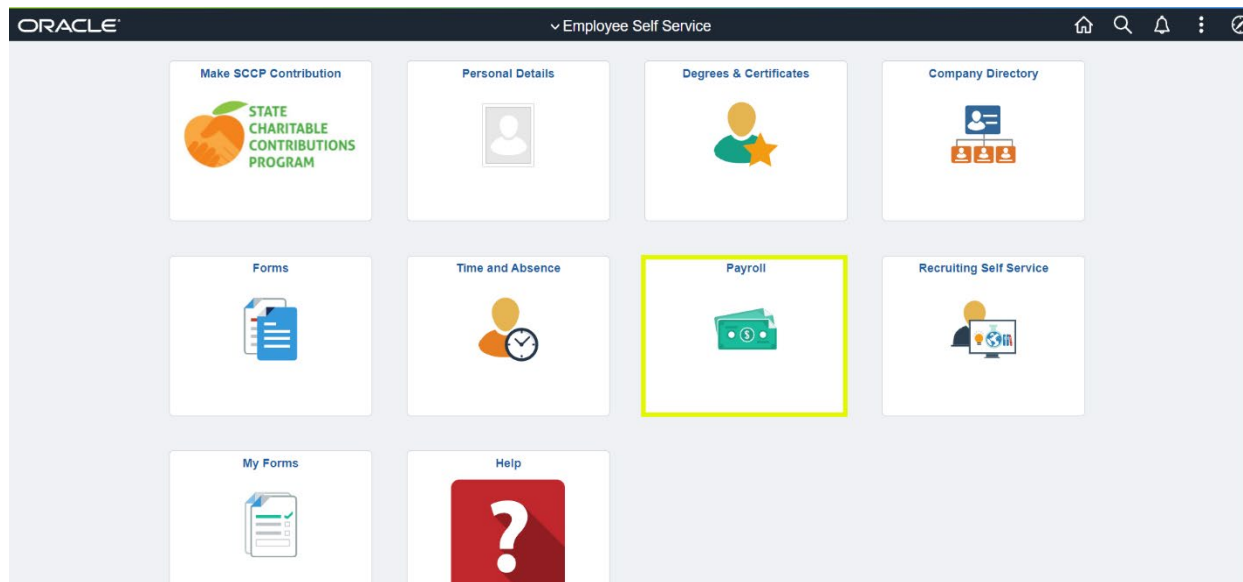 ORACLE
Employee Self Service
Make SCCP Contribution
Personal Details
Degrees & Certificates
Company Directory
STATE
CHARITABLE
CONTRIBUTIONS
PROGRAM
Forms
Time and Absence
Payroll
Recruiting Self Service
My Forms
Help